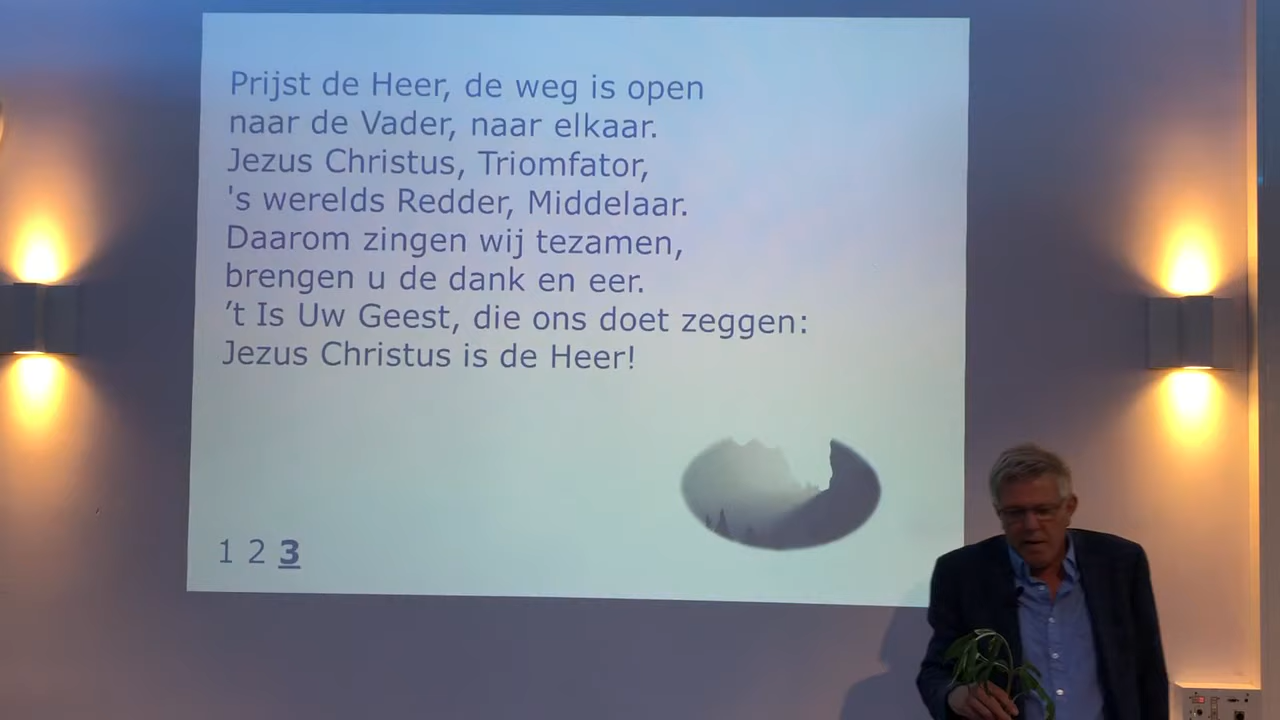 Prijst de Heer, de weg is open
naar de Vader, naar elkaar.
Jezus Christus, Triomfator,
's werelds Redder, Middelaar.
Daarom zingen wij tezamen,
brengen u de dank en eer.
’t Is Uw Geest, die ons doet zeggen:
Jezus Christus is de Heer!
1 2 3